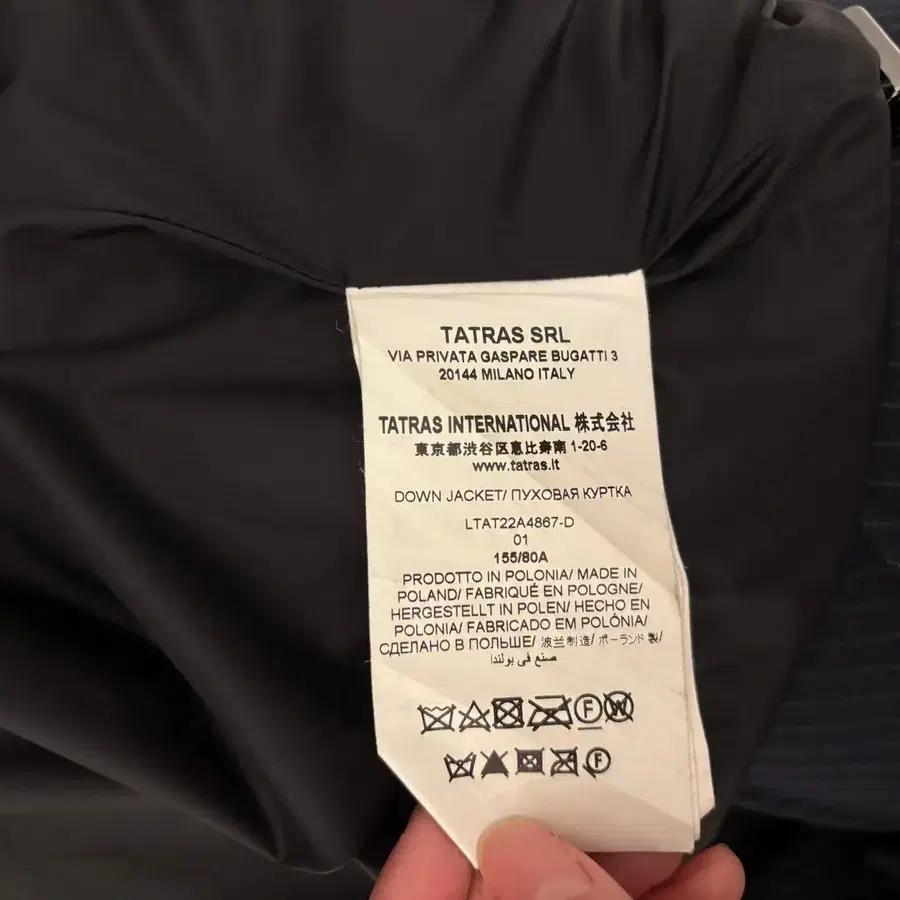 TATRAS SRL
VIA PRIVATA GASPARE BUGATTI 3
20144 MILANO ITALY
TATRAS INTERNATIONAL 株式会社
東京都渋谷区恵比寿南 1-20-6
www.tatras.it
DOWN JACKET/ ПУХОВАЯ КУРТКА
LTAT22A4867-D
01
155/80A
PRODOTTO IN POLONIA/ MADE IN
POLAND/ FABRIQUÉ EN POLOGNE/
HERGESTELLT IN POLEN/ HECHO EN
POLONIA/ FABRICADO EM POLÓNIA/
СДЕЛАНО В ПОЛЬШЕ/ 波兰制造/ ポーランド製/
صنع في بولندا
F W
F